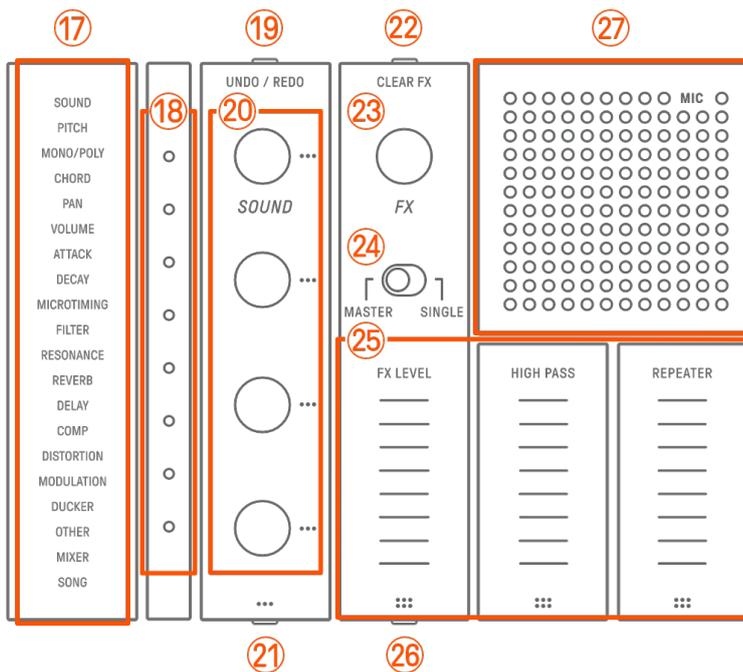 17
19
22
27
UNDO / REDO
CLEAR FX
18
20
23
MIC
SOUND
PITCH
MONO/POLY
CHORD
PAN
VOLUME
ATTACK
DECAY
MICROTIMING
FILTER
RESONANCE
REVERB
DELAY
COMP
DISTORTION
MODULATION
DUCKER
OTHER
MIXER
SONG
SOUND
FX
24
MASTER SINGLE
25
FX LEVEL
HIGH PASS
REPEATER
21
26